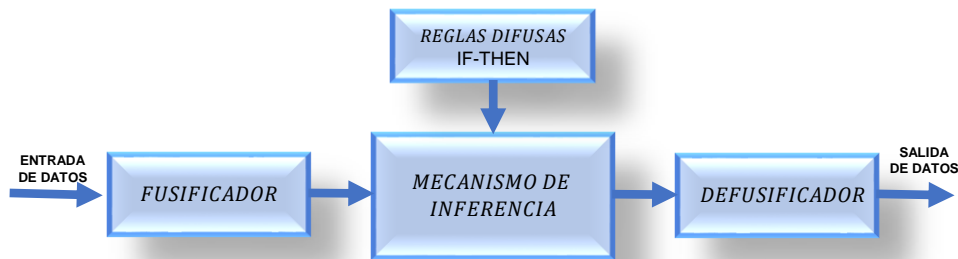 REGLAS DIFUSAS
IF-THEN
ENTRADA
DE DATOS
FUSIFICADOR
MECANISMO DE
INFERENCIA
DEFUSIFICADOR
SALIDA
DE DATOS